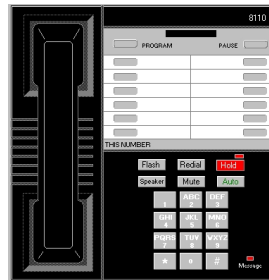 8110
PROGRAM PAUSE
THIS NUMBER
Flash Redial Hold
Speaker Mute Auto
1 ABC 2 DEF 3
GHI 4 JKL 5 MNO 6
PQRS 7 TUV 8 WXYZ 9
* 0 #
Message